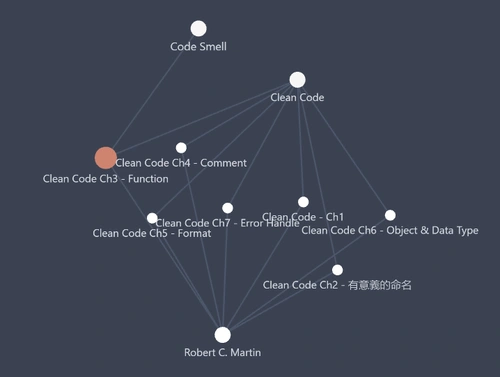 Code Smell
Clean Code
Clean Code Ch4 - Comment
Clean Code Ch3 - Function
Clean Code - Ch1
Clean Code Ch7 - Error Handle
Clean Code Ch6 - Object & Data Type
Clean Code Ch5 - Format
Clean Code Ch2 - 有意義的命名
Robert C. Martin